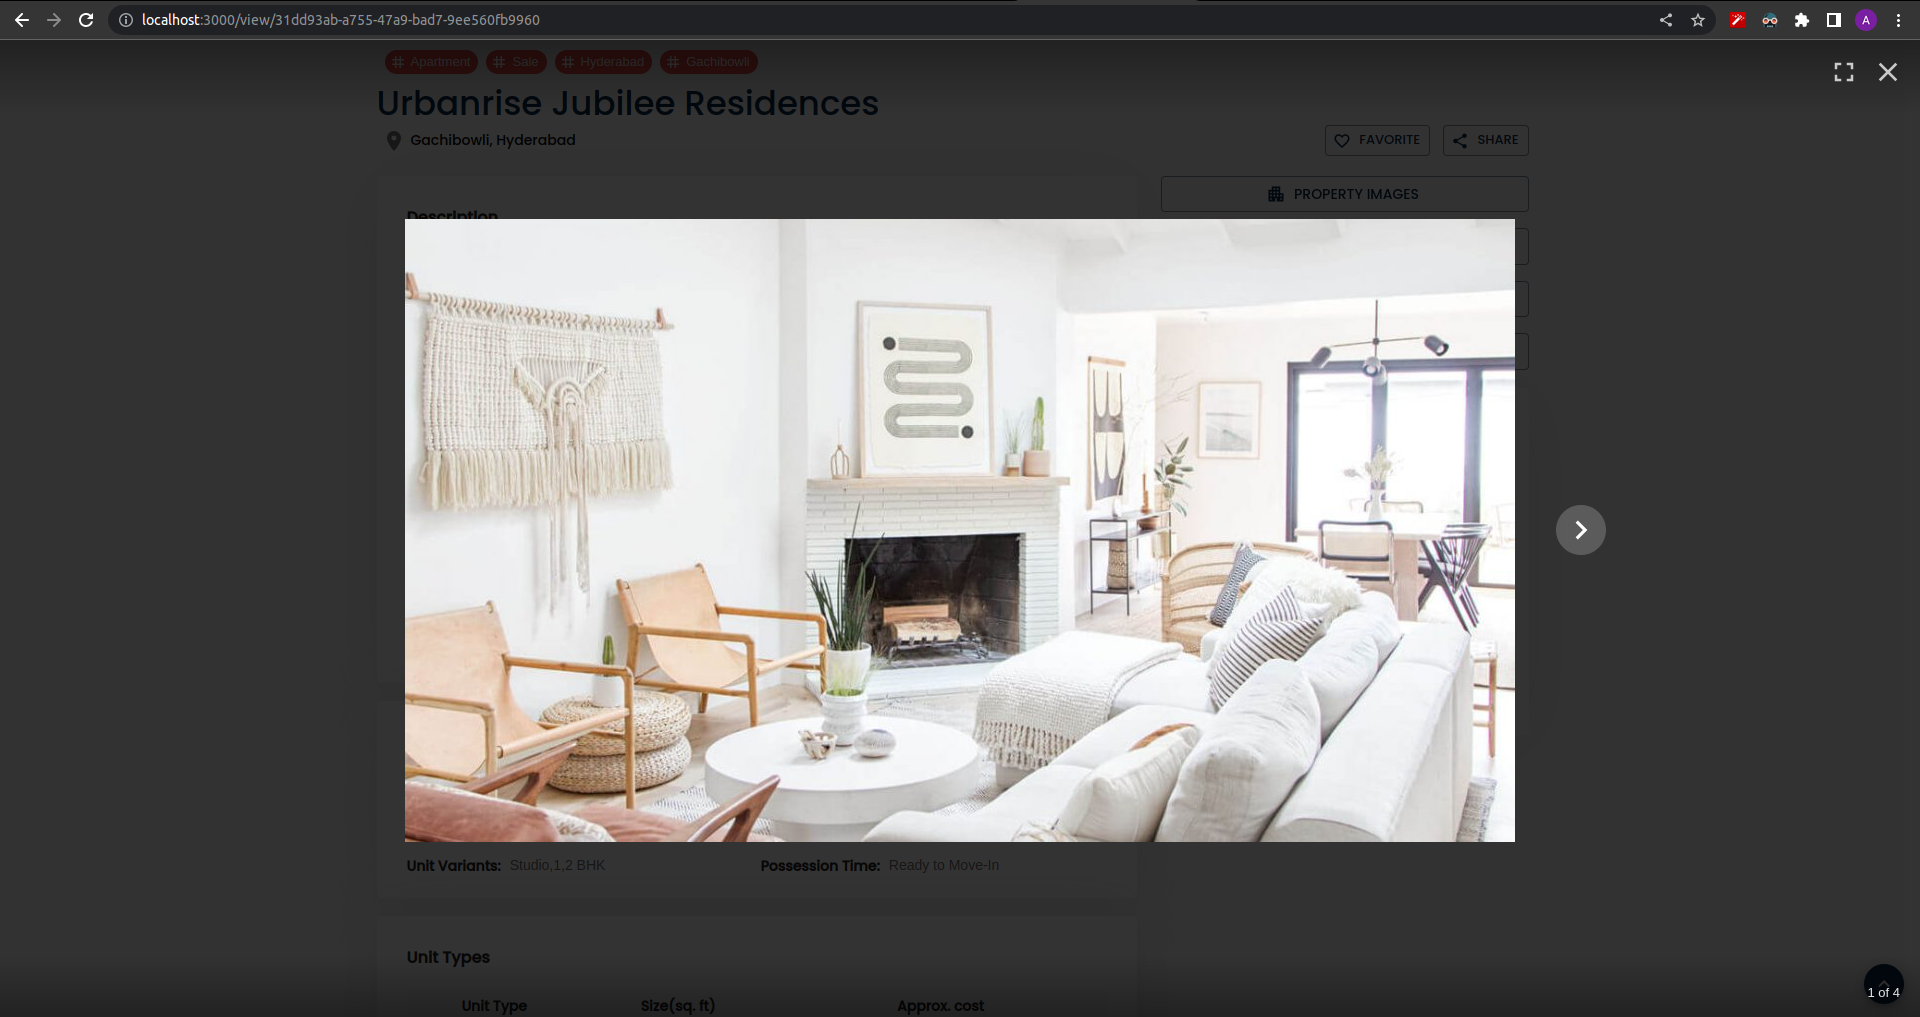 localhost:3000/view/31dd93ab-a755-47a9-bad7-9ee560fb9960
A
# Apartment # Sale # Hyderabad # Gachibowli
Urbanrise Jubilee Residences
Gachibowli, Hyderabad
FAVORITE SHARE
PROPERTY IMAGES
Description
Unit Variants: Studio,1,2 BHK Possession Time: Ready to Move-In
Unit Types
Unit Type Size(sq. ft) Approx. cost
1 of 4